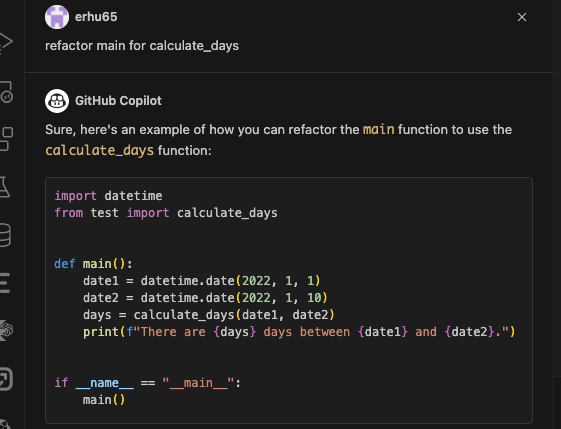 erhu65
refactor main for calculate_days
GitHub Copilot
Sure, here's an example of how you can refactor the main function to use the
calculate_days function:
import datetime
from test import calculate_days
def main():
    date1 = datetime.date(2022, 1, 1)
    date2 = datetime.date(2022, 1, 10)
    days = calculate_days(date1, date2)
    print(f"There are {days} days between {date1} and {date2}.")
if __name__ == "__main__":
    main()